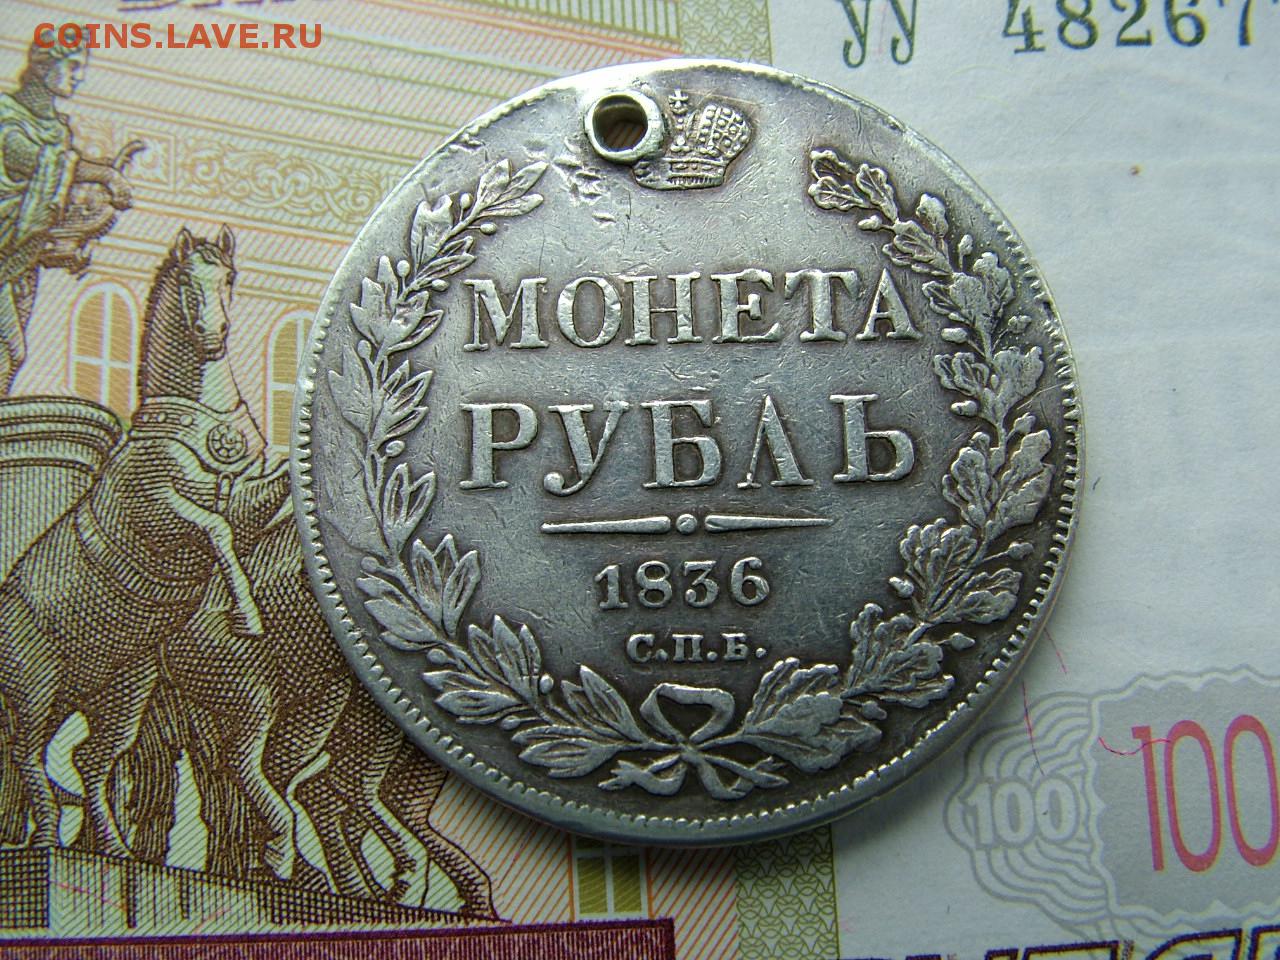 COINS.LAVE.RU
УУ 48267
МОНЕТА
РУБЛЬ
1836
С.П.Б.
100
100